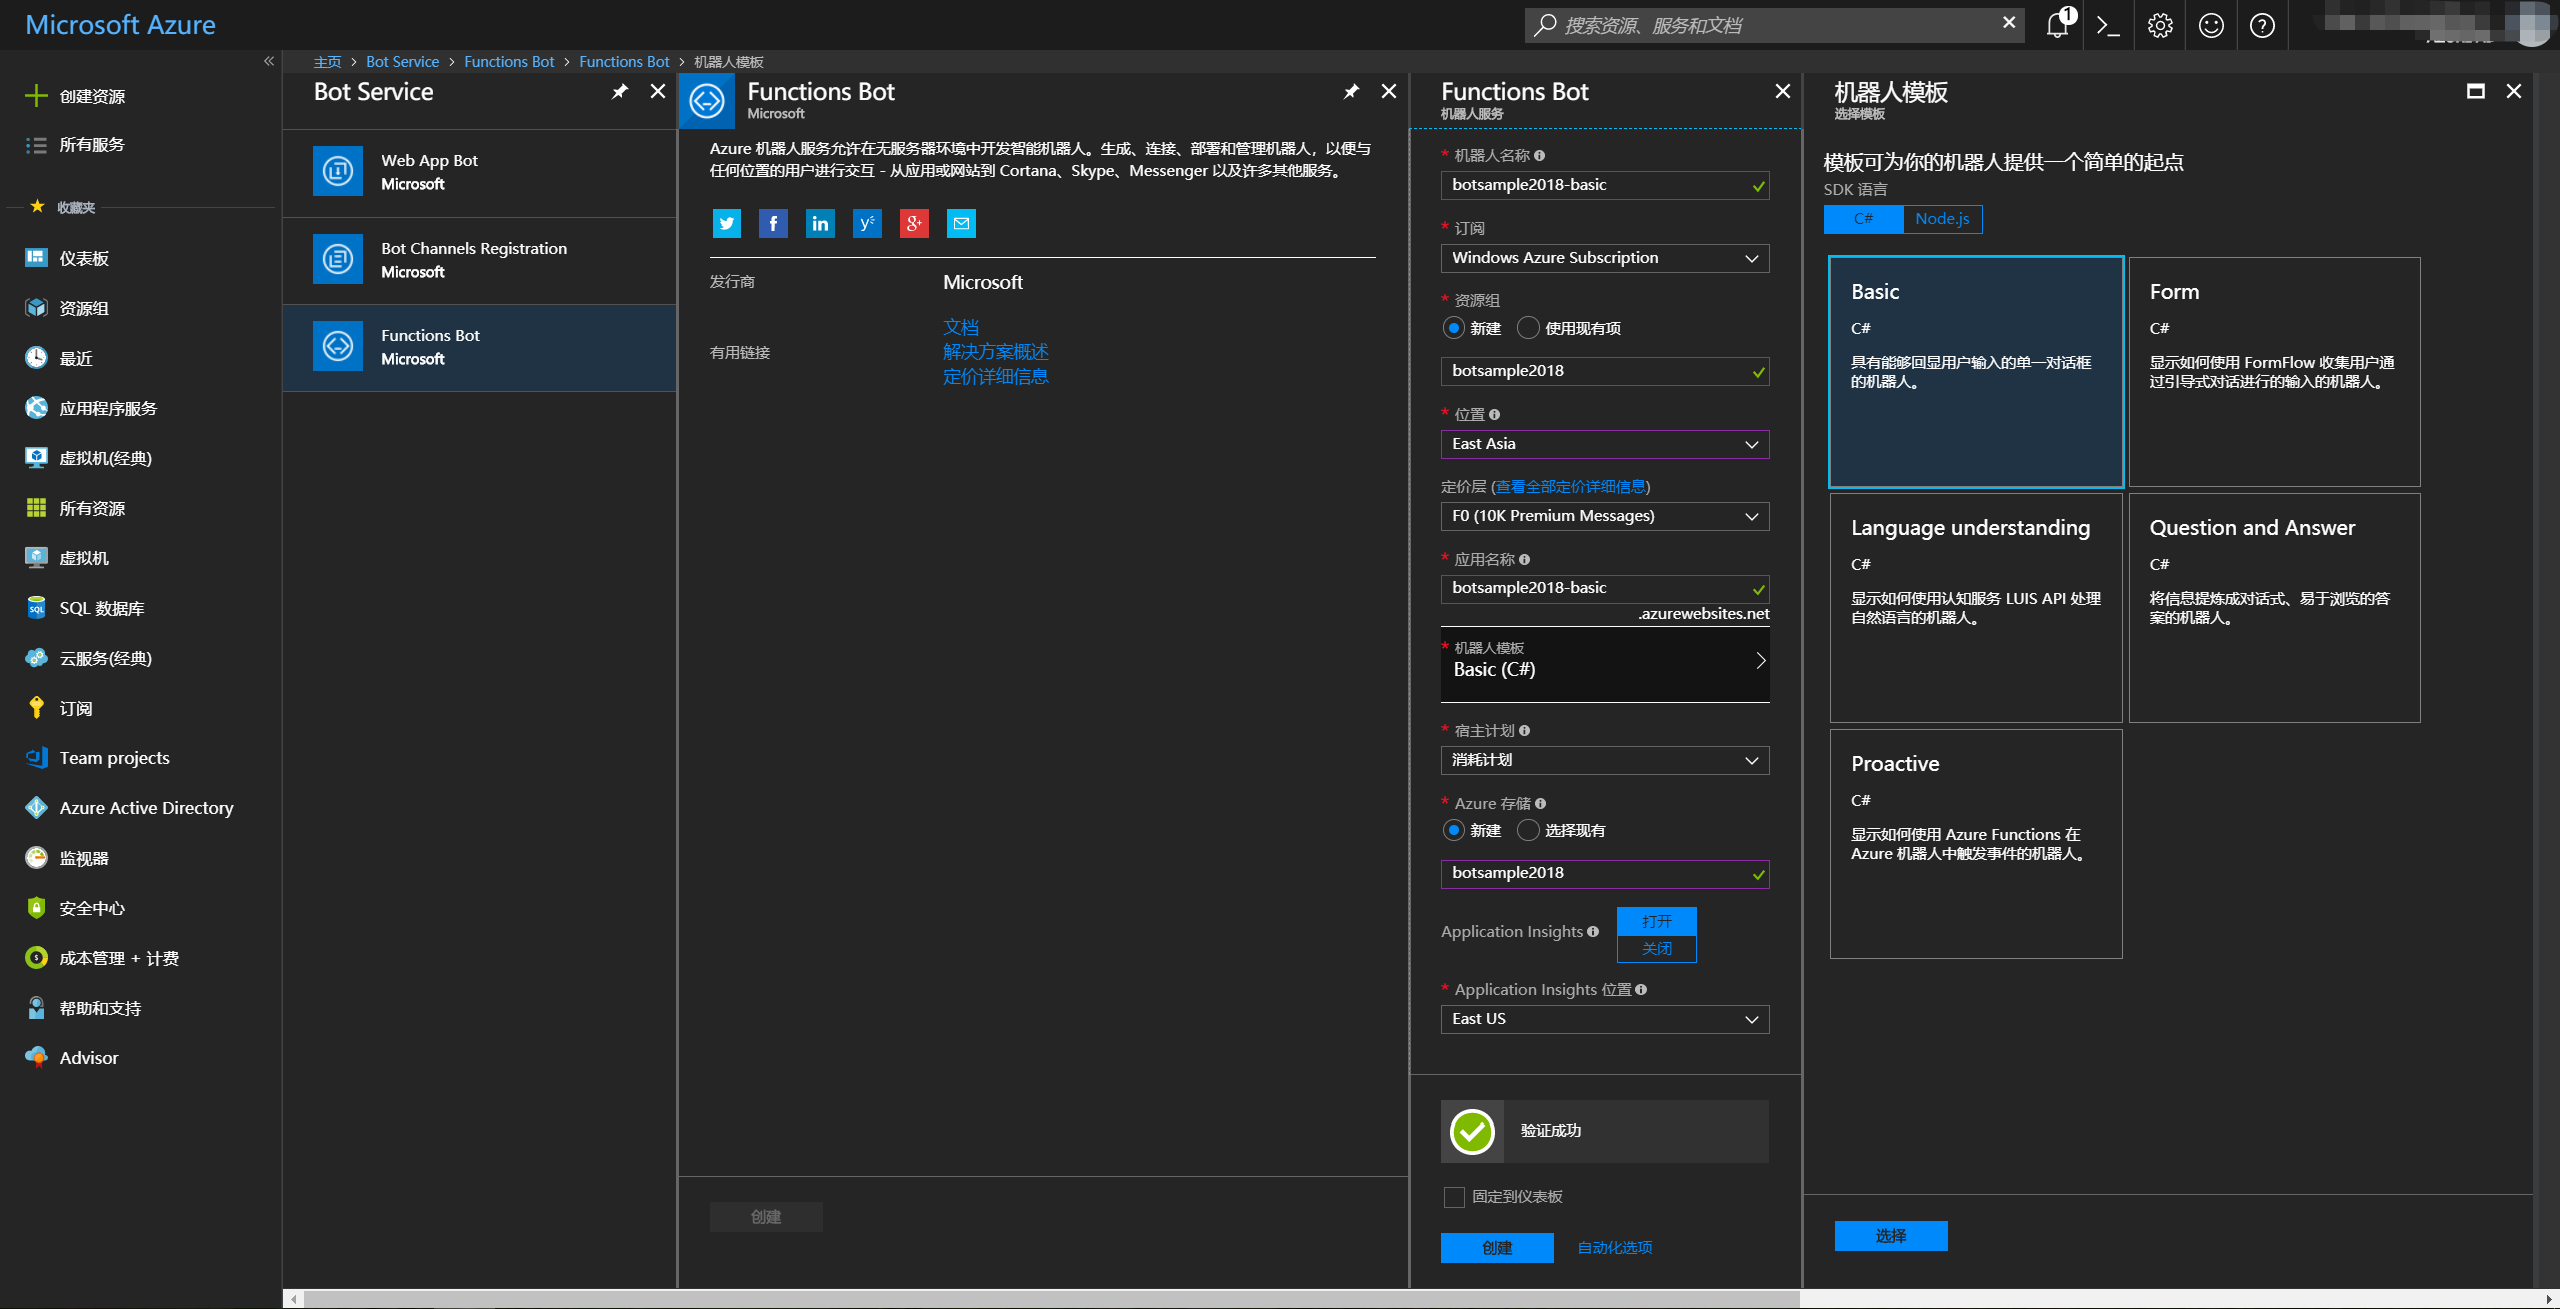 Microsoft Azure
搜索资源、服务和文档
1
主页 > Bot Service > Functions Bot > Functions Bot > 机器人模板
创建资源
所有服务
收藏夹
仪表板
资源组
最近
应用程序服务
虚拟机(经典)
所有资源
虚拟机
SQL 数据库
云服务(经典)
订阅
Team projects
Azure Active Directory
监视器
安全中心
成本管理 + 计费
帮助和支持
Advisor
Bot Service
Web App Bot
Microsoft
Bot Channels Registration
Microsoft
Functions Bot
Microsoft
Functions Bot
Microsoft
Azure 机器人服务允许在无服务器环境中开发智能机器人。生成、连接、部署和管理机器人，以便与
任何位置的用户进行交互 - 从应用或网站到 Cortana、Skype、Messenger 以及许多其他服务。
发行商
Microsoft
有用链接
文档
解决方案概述
定价详细信息
创建
Functions Bot
机器人服务
* 机器人名称
botsample2018-basic
* 订阅
Windows Azure Subscription
* 资源组
新建 使用现有项
botsample2018
* 位置
East Asia
定价层 (查看全部定价详细信息)
F0 (10K Premium Messages)
* 应用名称
botsample2018-basic
.azurewebsites.net
* 机器人模板
Basic (C#)
* 宿主计划
消耗计划
* Azure 存储
新建 选择现有
botsample2018
Application Insights
打开
关闭
* Application Insights 位置
East US
验证成功
固定到仪表板
创建 自动化选项
机器人模板
选择模板
模板可为你的机器人提供一个简单的起点
SDK 语言
C# Node.js
Basic
C#
具有能够回显用户输入的单一对话框
的机器人。
Form
C#
显示如何使用 FormFlow 收集用户通
过引导式对话进行的输入的机器人。
Language understanding
C#
显示如何使用认知服务 LUIS API 处理
自然语言的机器人。
Question and Answer
C#
将信息提炼成对话式、易于浏览的答
案的机器人。
Proactive
C#
显示如何使用 Azure Functions 在
Azure 机器人中触发事件的机器人。
选择